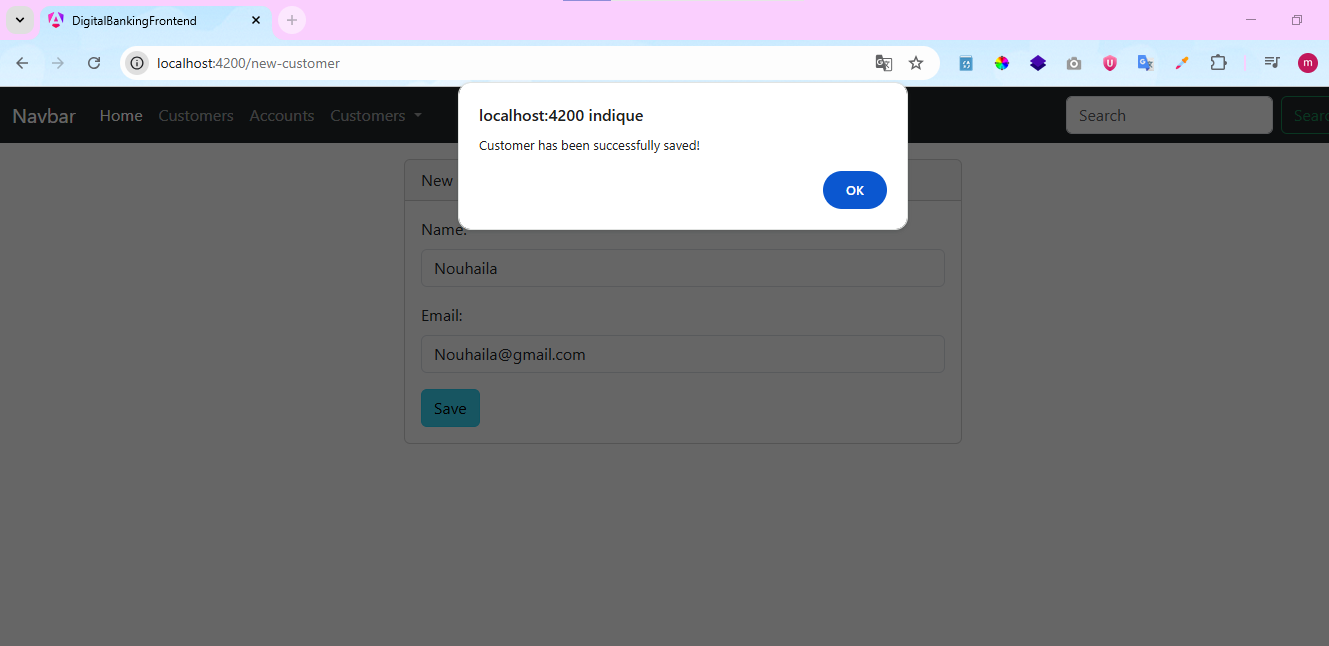 DigitalBankingFrontend
localhost:4200/new-customer
m
Navbar Home Customers Accounts Customers
Search
localhost:4200 indique
Customer has been successfully saved!
OK
New
Name:
Nouhaila
Email:
Nouhaila@gmail.com
Save